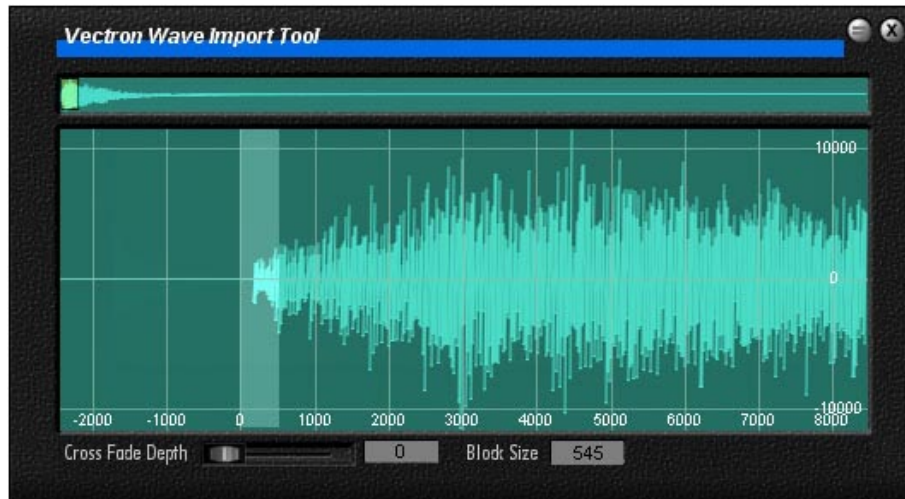 Vectron Wave Import Tool
10000
0
-10000
-2000 -1000 0 1000 2000 3000 4000 5000 6000 7000 8000
Cross Fade Depth 0 Block Size 545